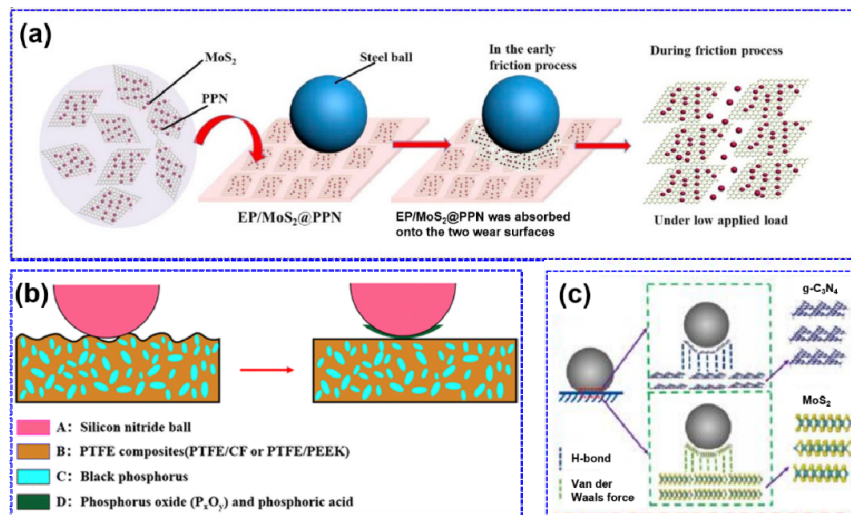 (a)
MoS₂
PPN
Steel ball
EP/MoS₂@PPN
In the early
friction process
EP/MoS₂@PPN was absorbed
onto the two wear surfaces
During friction process
Under low applied load
(b)
A: Silicon nitride ball
B: PTFE composites(PTFE/CF or PTFE/PEEK)
C: Black phosphorus
D: Phosphorus oxide (PₓOᵧ) and phosphoric acid
(c)
g-C₃N₄
MoS₂
H-bond
Van der
Waals force